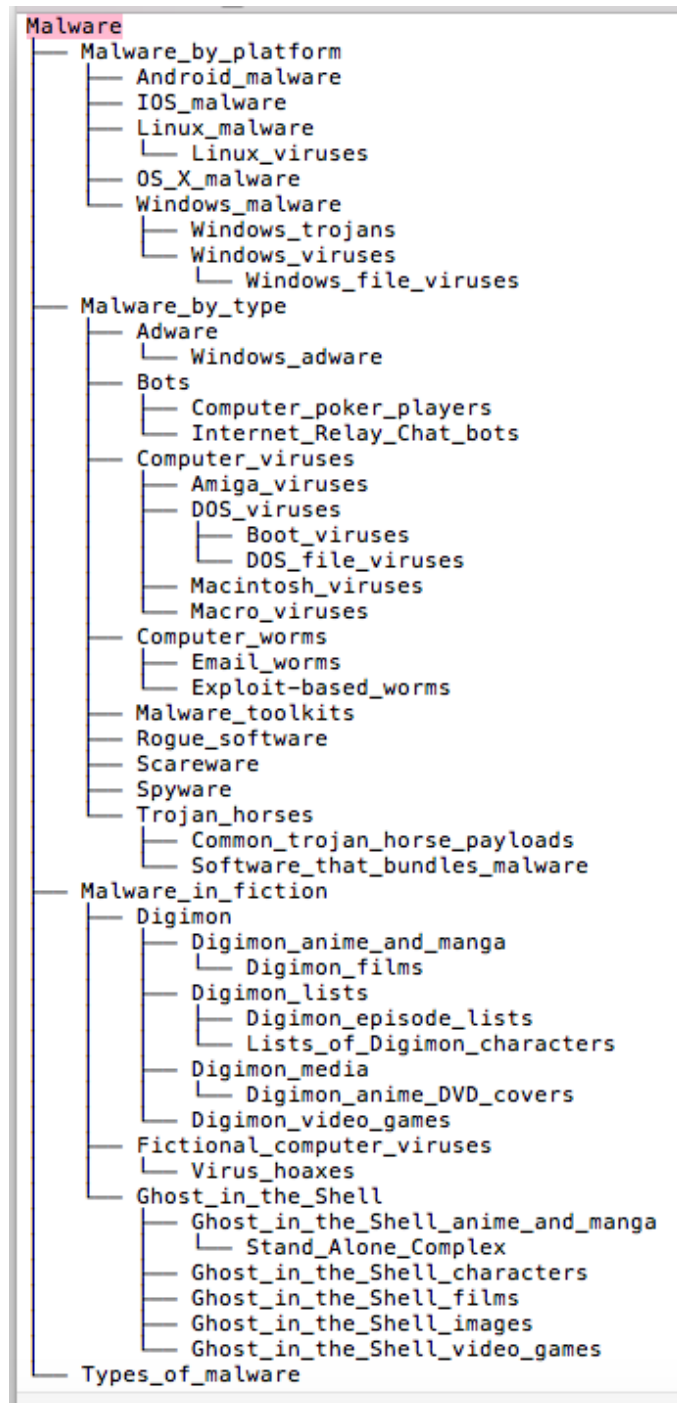 Malware
├── Malware_by_platform
│   ├── Android_malware
│   ├── IOS_malware
│   ├── Linux_malware
│   │   └── Linux_viruses
│   ├── OS_X_malware
│   └── Windows_malware
│       ├── Windows_trojans
│       └── Windows_viruses
│           └── Windows_file_viruses
├── Malware_by_type
│   ├── Adware
│   │   └── Windows_adware
│   ├── Bots
│   │   ├── Computer_poker_players
│   │   └── Internet_Relay_Chat_bots
│   ├── Computer_viruses
│   │   ├── Amiga_viruses
│   │   ├── DOS_viruses
│   │   │   ├── Boot_viruses
│   │   │   └── DOS_file_viruses
│   │   ├── Macintosh_viruses
│   │   └── Macro_viruses
│   ├── Computer_worms
│   │   ├── Email_worms
│   │   └── Exploit-based_worms
│   ├── Malware_toolkits
│   ├── Rogue_software
│   ├── Scareware
│   ├── Spyware
│   └── Trojan_horses
│       ├── Common_trojan_horse_payloads
│       └── Software_that_bundles_malware
├── Malware_in_fiction
│   ├── Digimon
│   │   ├── Digimon_anime_and_manga
│   │   │   └── Digimon_films
│   │   ├── Digimon_lists
│   │   │   ├── Digimon_episode_lists
│   │   │   └── Lists_of_Digimon_characters
│   │   ├── Digimon_media
│   │   │   └── Digimon_anime_DVD_covers
│   │   └── Digimon_video_games
│   ├── Fictional_computer_viruses
│   │   └── Virus_hoaxes
│   └── Ghost_in_the_Shell
│       ├── Ghost_in_the_Shell_anime_and_manga
│       │   └── Stand_Alone_Complex
│       ├── Ghost_in_the_Shell_characters
│       ├── Ghost_in_the_Shell_films
│       ├── Ghost_in_the_Shell_images
│       └── Ghost_in_the_Shell_video_games
└── Types_of_malware